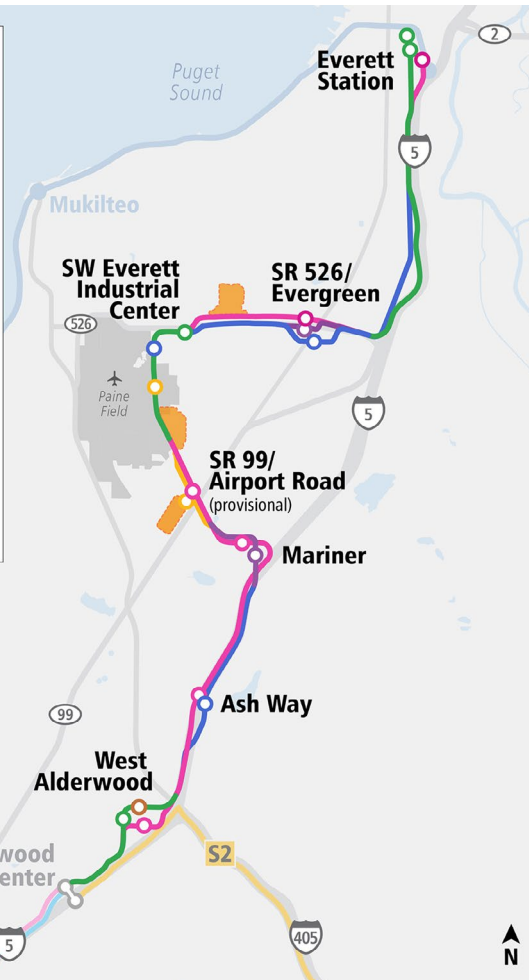 2
Everett
Station
Puget
Sound
5
Mukilteo
SW Everett
Industrial
Center
SR 526/
Evergreen
526
Paine
Field
5
SR 99/
Airport Road
(provisional)
Mariner
Ash Way
99
West
Alderwood
wood
enter
S2
5
405
N